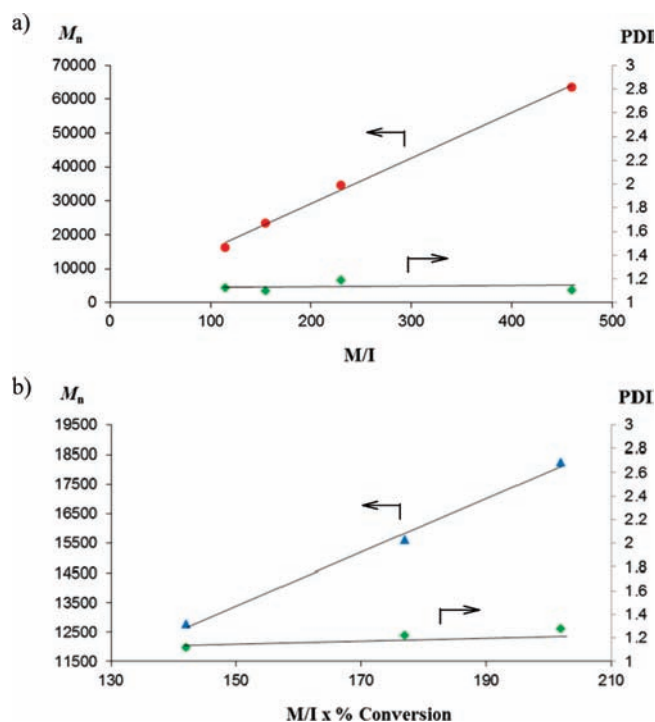 a)
Mn PDI
70000 3
60000 2.8
50000 2.6
40000 2.4
30000 2.2
20000 2
10000 1.8
0 1.6
1.4
1.2
1
0 100 200 300 400 500
M/I
b)
Mn PDI
19500 3
18500 2.8
17500 2.6
16500 2.4
15500 2.2
14500 2
13500 1.8
12500 1.6
11500 1.4
1.2
1
130 150 170 190 210
M/I x % Conversion